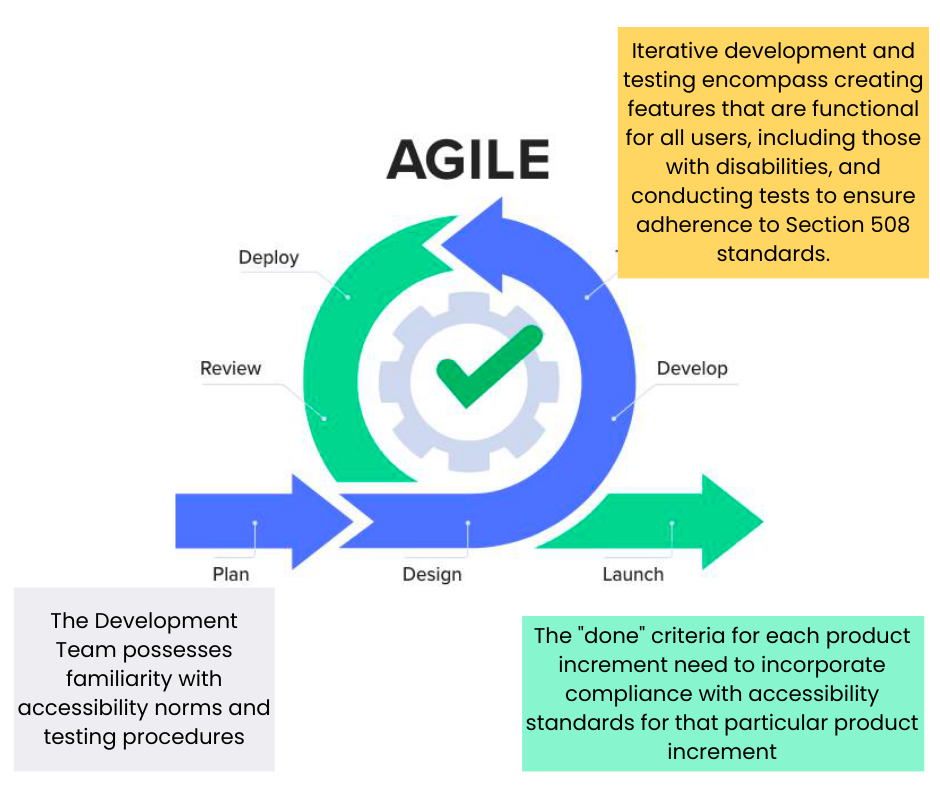 Iterative development and
testing encompass creating
features that are functional
for all users, including those
with disabilities, and
conducting tests to ensure
adherence to Section 508
standards.
AGILE
Deploy
Review
Develop
Plan
Design
Launch
The Development
Team possesses
familiarity with
accessibility norms and
testing procedures
The "done" criteria for each product
increment need to incorporate
compliance with accessibility
standards for that particular product
increment